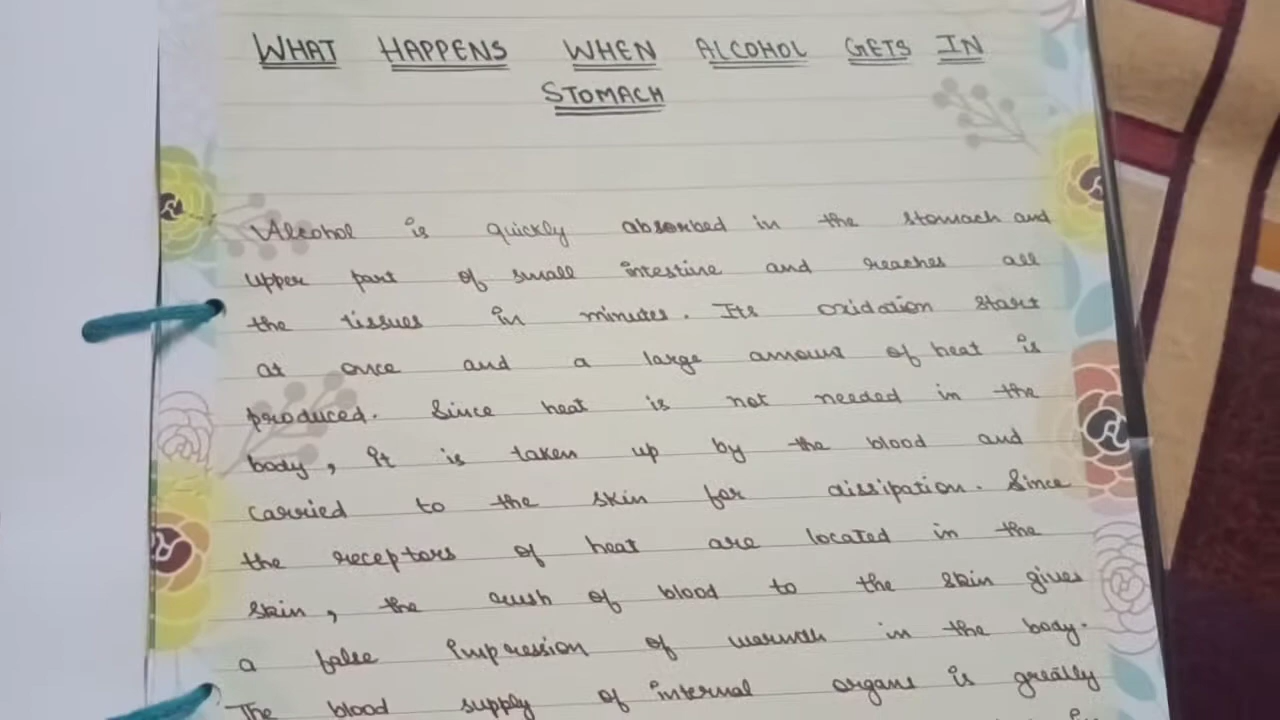 WHAT HAPPENS WHEN ALCOHOL GETS IN
STOMACH
Alcohol is quickly absorbed in the stomach and
upper part of small intestine and reaches all
the tissues in minutes. Its oxidation start
at once and a large amount of heat is
produced. Since heat is not needed in the
body, it is taken up by the blood and
carried to the skin for dissipation. Since
the receptors of heat are located in the
skin, the rush of blood to the skin gives
a false impression of warmth in the body.
The blood supply of internal organs is greatly